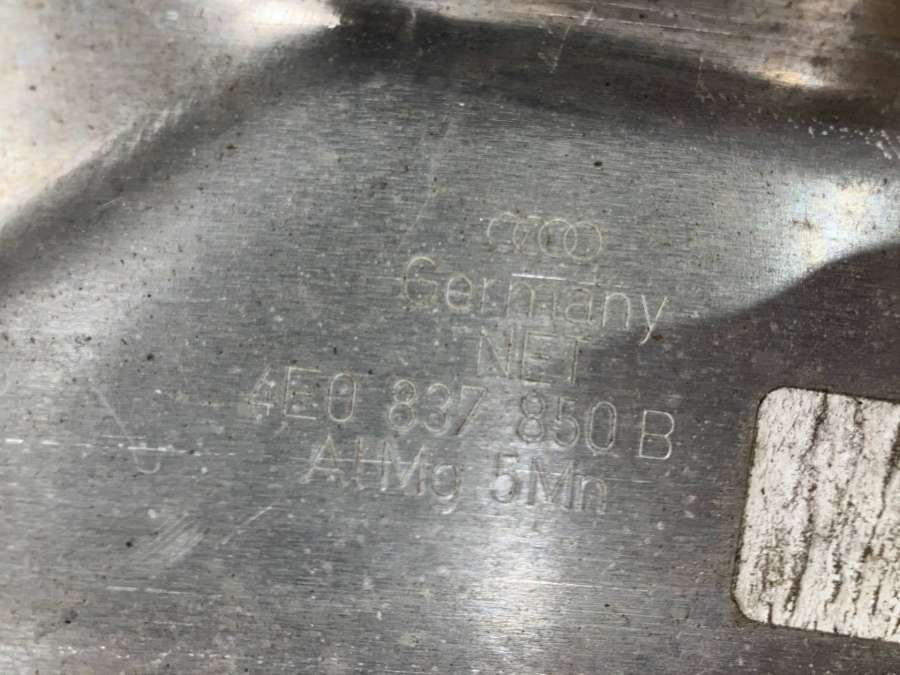 Germany
NET
4E0 837 850 B
AlMg 5Mn